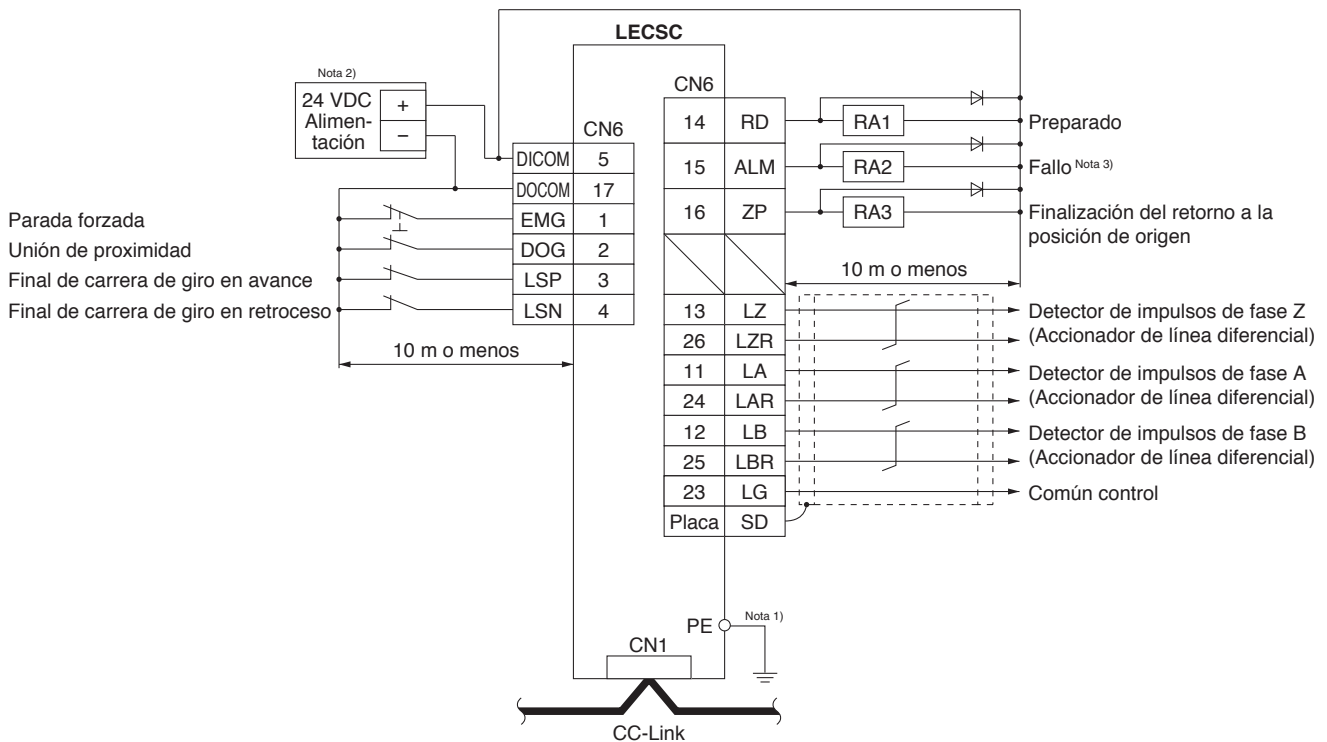 LECSC
Nota 2)
24 VDC
Alimen-
tación
+
−
CN6
DICOM 5
DOCOM 17
EMG 1
DOG 2
LSP 3
LSN 4
Parada forzada
Unión de proximidad
Final de carrera de giro en avance
Final de carrera de giro en retroceso
10 m o menos
CN6
14 RD RA1 Preparado
15 ALM RA2 Fallo Nota 3)
16 ZP RA3 Finalización del retorno a la
posición de origen
10 m o menos
13 LZ Detector de impulsos de fase Z
26 LZR (Accionador de línea diferencial)
11 LA Detector de impulsos de fase A
24 LAR (Accionador de línea diferencial)
12 LB Detector de impulsos de fase B
25 LBR (Accionador de línea diferencial)
23 LG Común control
Placa SD
PE Nota 1)
CN1
CC-Link